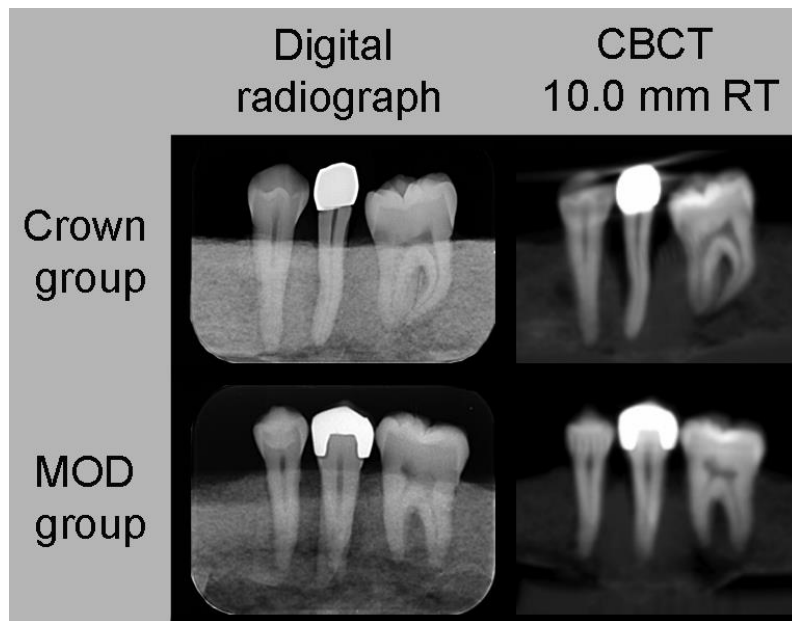 Digital
radiograph
CBCT
10.0 mm RT
Crown
group
MOD
group